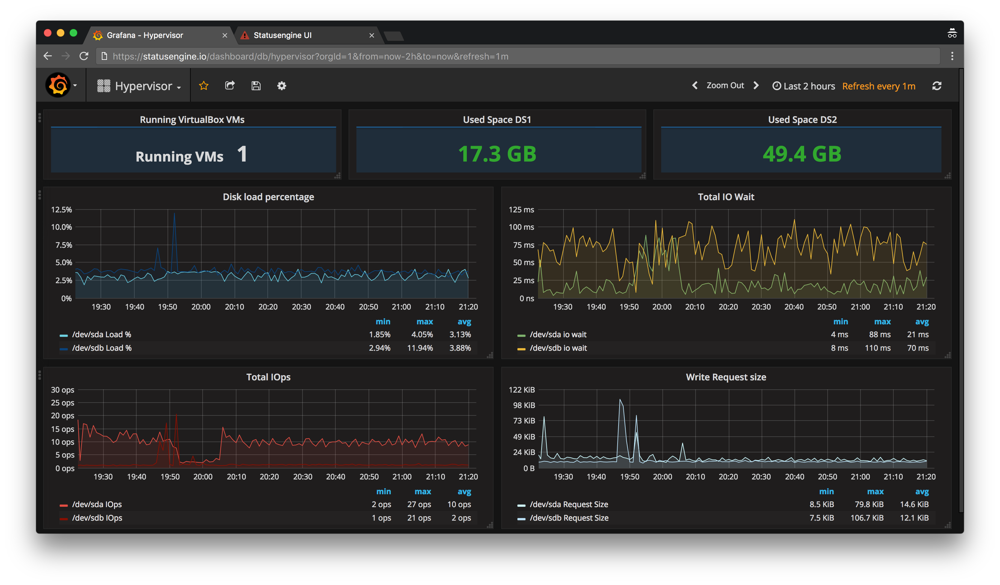 Grafana - Hypervisor
Statusengine UI
https://statusengine.io/dashboard/db/hypervisor?orgId=1&from=now-2h&to=now&refresh=1m
Hypervisor
Zoom Out
Last 2 hours
Refresh every 1m
Running VirtualBox VMs
Running VMs 1
Used Space DS1
17.3 GB
Used Space DS2
49.4 GB
Disk load percentage
12.5%
10.0%
7.5%
5.0%
2.5%
0%
19:30 19:40 19:50 20:00 20:10 20:20 20:30 20:40 20:50 21:00 21:10 21:20
min max avg
/dev/sda Load % 1.85% 4.05% 3.13%
/dev/sdb Load % 2.94% 11.94% 3.88%
Total IO Wait
125 ms
100 ms
75 ms
50 ms
25 ms
0 ns
19:30 19:40 19:50 20:00 20:10 20:20 20:30 20:40 20:50 21:00 21:10 21:20
min max avg
/dev/sda io wait 4 ms 88 ms 21 ms
/dev/sdb io wait 8 ms 110 ms 70 ms
Total IOps
30 ops
25 ops
20 ops
15 ops
10 ops
5 ops
0 ops
19:30 19:40 19:50 20:00 20:10 20:20 20:30 20:40 20:50 21:00 21:10 21:20
min max avg
/dev/sda IOps 2 ops 27 ops 10 ops
/dev/sdb IOps 1 ops 21 ops 2 ops
Write Request size
122 KiB
98 KiB
73 KiB
49 KiB
24 KiB
0 B
19:30 19:40 19:50 20:00 20:10 20:20 20:30 20:40 20:50 21:00 21:10 21:20
min max avg
/dev/sda Request Size 8.5 KiB 79.8 KiB 14.6 KiB
/dev/sdb Request Size 7.5 KiB 106.7 KiB 12.1 KiB